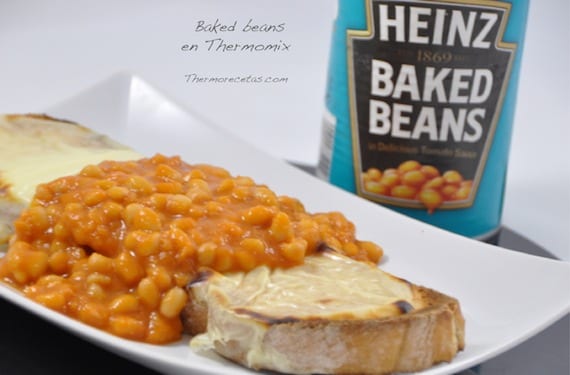 Baked beans
en Thermomix
Thermorecetas.com
HEINZ
1869
BAKED
BEANS
in Delicious Tomato Sauce